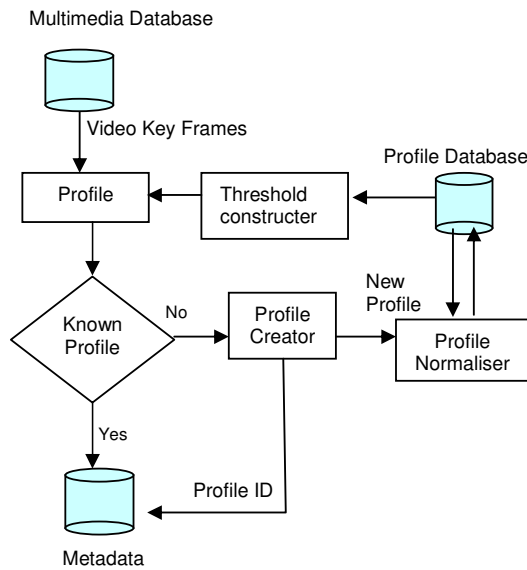 Multimedia Database
Video Key Frames
Profile Database
Profile
Threshold
constructer
New
Profile
Known
Profile
No
Profile
Creator
Profile
Normaliser
Yes
Profile ID
Metadata